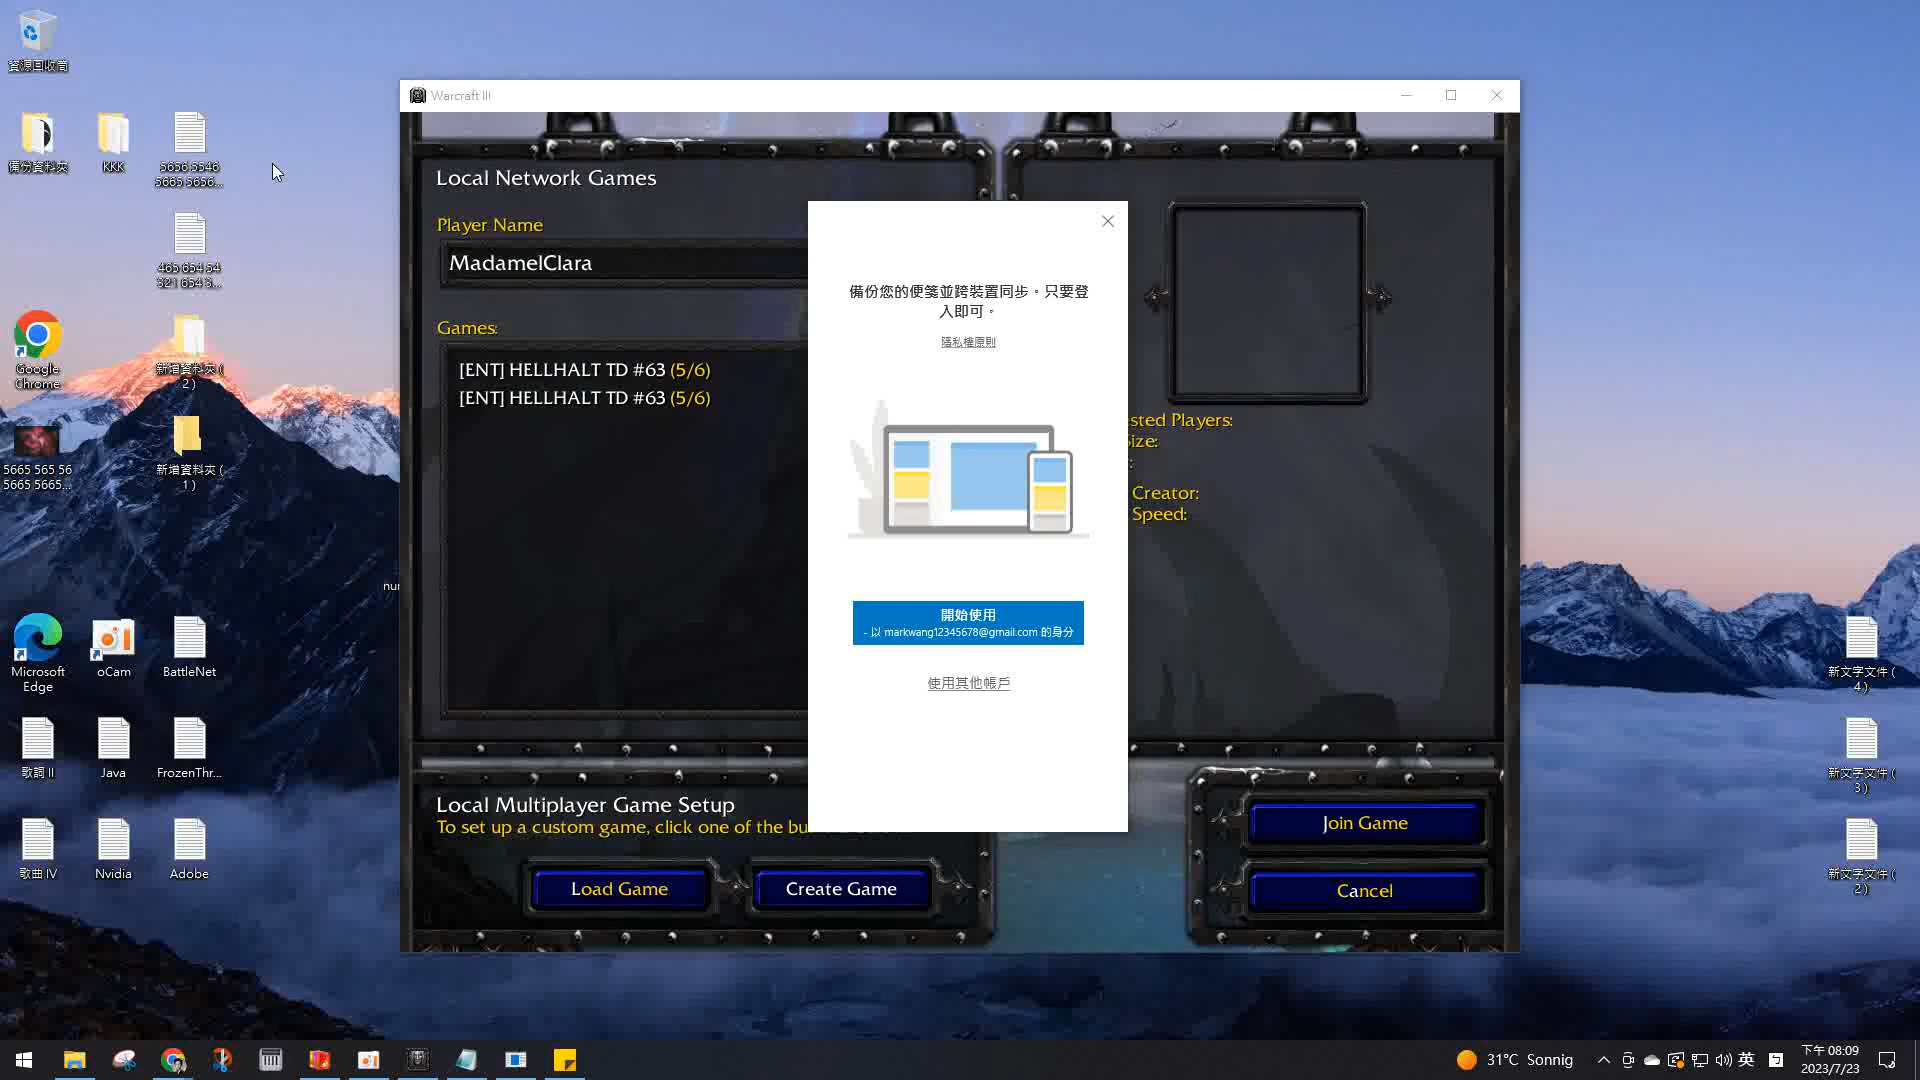 資源回收筒
備份資料夾
KKK
5656 5546
5665 5656...
465 654 54
321 654 3...
Google
Chrome
新增資料夾 (
2 )
5665 565 56
5665 5665...
新增資料夾 (
1 )
nur
Microsoft
Edge
oCam
BattleNet
歌詞 II
Java
FrozenThr...
歌曲 IV
Nvidia
Adobe
Warcraft III
Local Network Games
Player Name
MadamelClara
Games:
[ENT] HELLHALT TD #63 (5/6)
[ENT] HELLHALT TD #63 (5/6)
備份您的便箋並跨裝置同步。只要登
入即可。
隱私權原則
開始使用
- 以 markwang12345678@gmail.com 的身分
使用其他帳戶
ested Players:
Size:
:
Creator:
Speed:
Local Multiplayer Game Setup
To set up a custom game, click one of the bu
Load Game
Create Game
Join Game
Cancel
新文字文件 (
4 )
新文字文件 (
3 )
新文字文件 (
2 )
31°C Sonnig
英
下午 08:09
2023/7/23